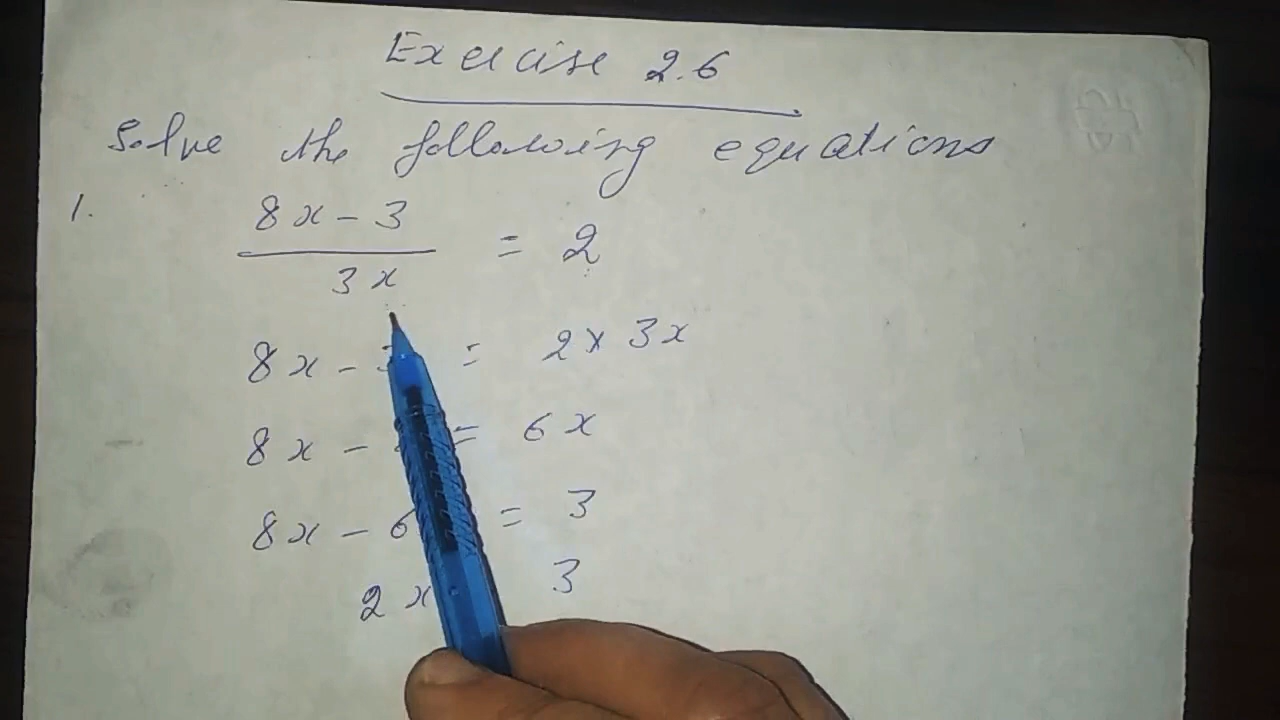 Exercise 2.6
Solve the following equations
1. 8x - 3
3x = 2
8x - = 2 x 3x
8x - = 6x
8x - 6 = 3
2x 3